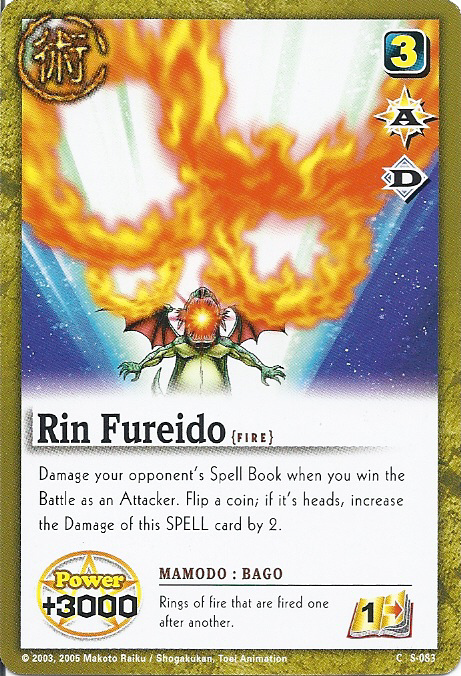 術
3
A
D
Rin Fureido {FIRE}
Damage your opponent's Spell Book when you win the
Battle as an Attacker. Flip a coin; if it's heads, increase
the Damage of this SPELL card by 2.
Power
+3000
MAMODO : BAGO
Rings of fire that are fired one
after another.
1
© 2003, 2005 Makoto Raiku / Shogakukan, Toei Animation
C S-083